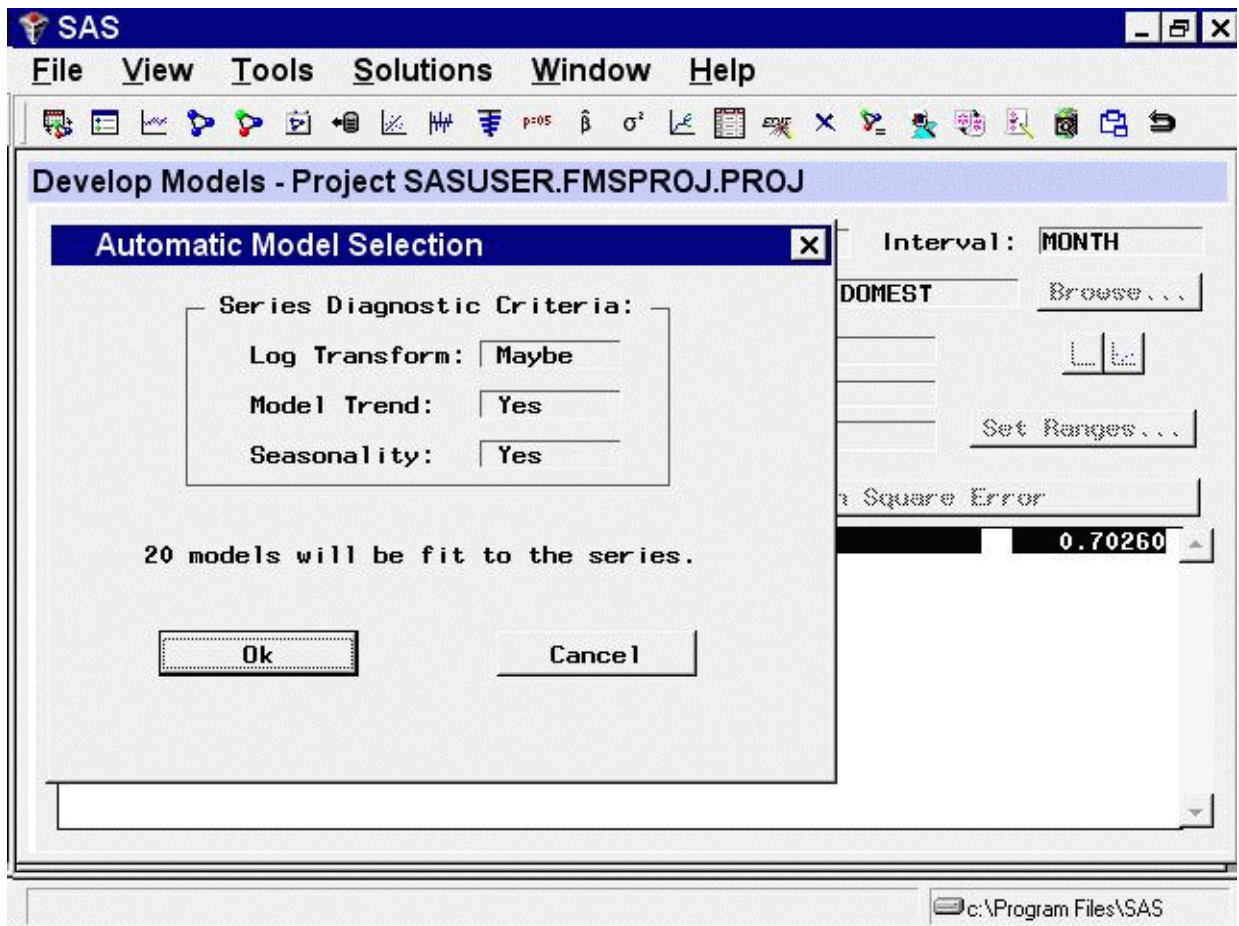 SAS
File View Tools Solutions Window Help
p=05 β̂ σ²
Develop Models - Project SASUSER.FMSPROJ.PROJ
Automatic Model Selection
Interval: MONTH
DOMEST Browse...
Series Diagnostic Criteria:
Log Transform: Maybe
Model Trend: Yes
Seasonality: Yes
Set Ranges...
Square Error
0.70260
20 models will be fit to the series.
Ok Cancel
c:\Program Files\SAS